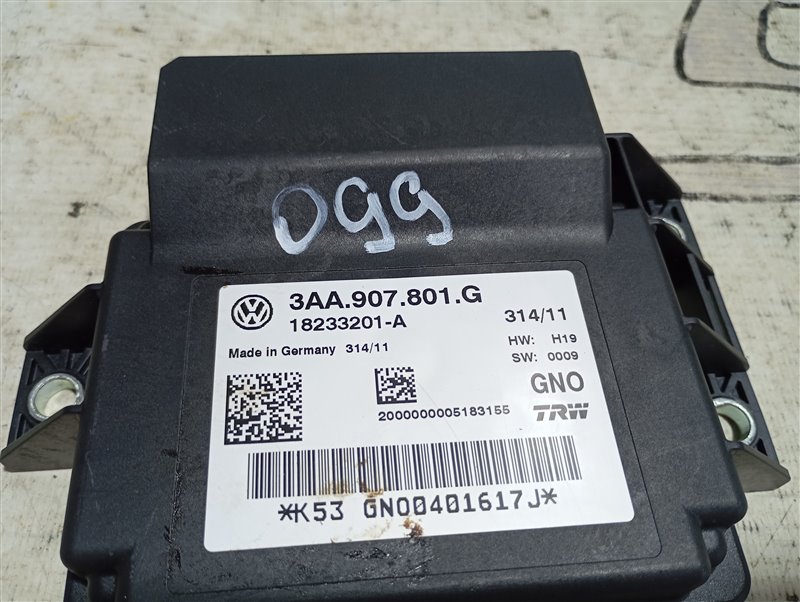 099
3AA.907.801.G
18233201-A
314/11
Made in Germany 314/11
HW: H19
SW: 0009
GNO
2000000005183155
TRW
*K53 GNO0401617J*